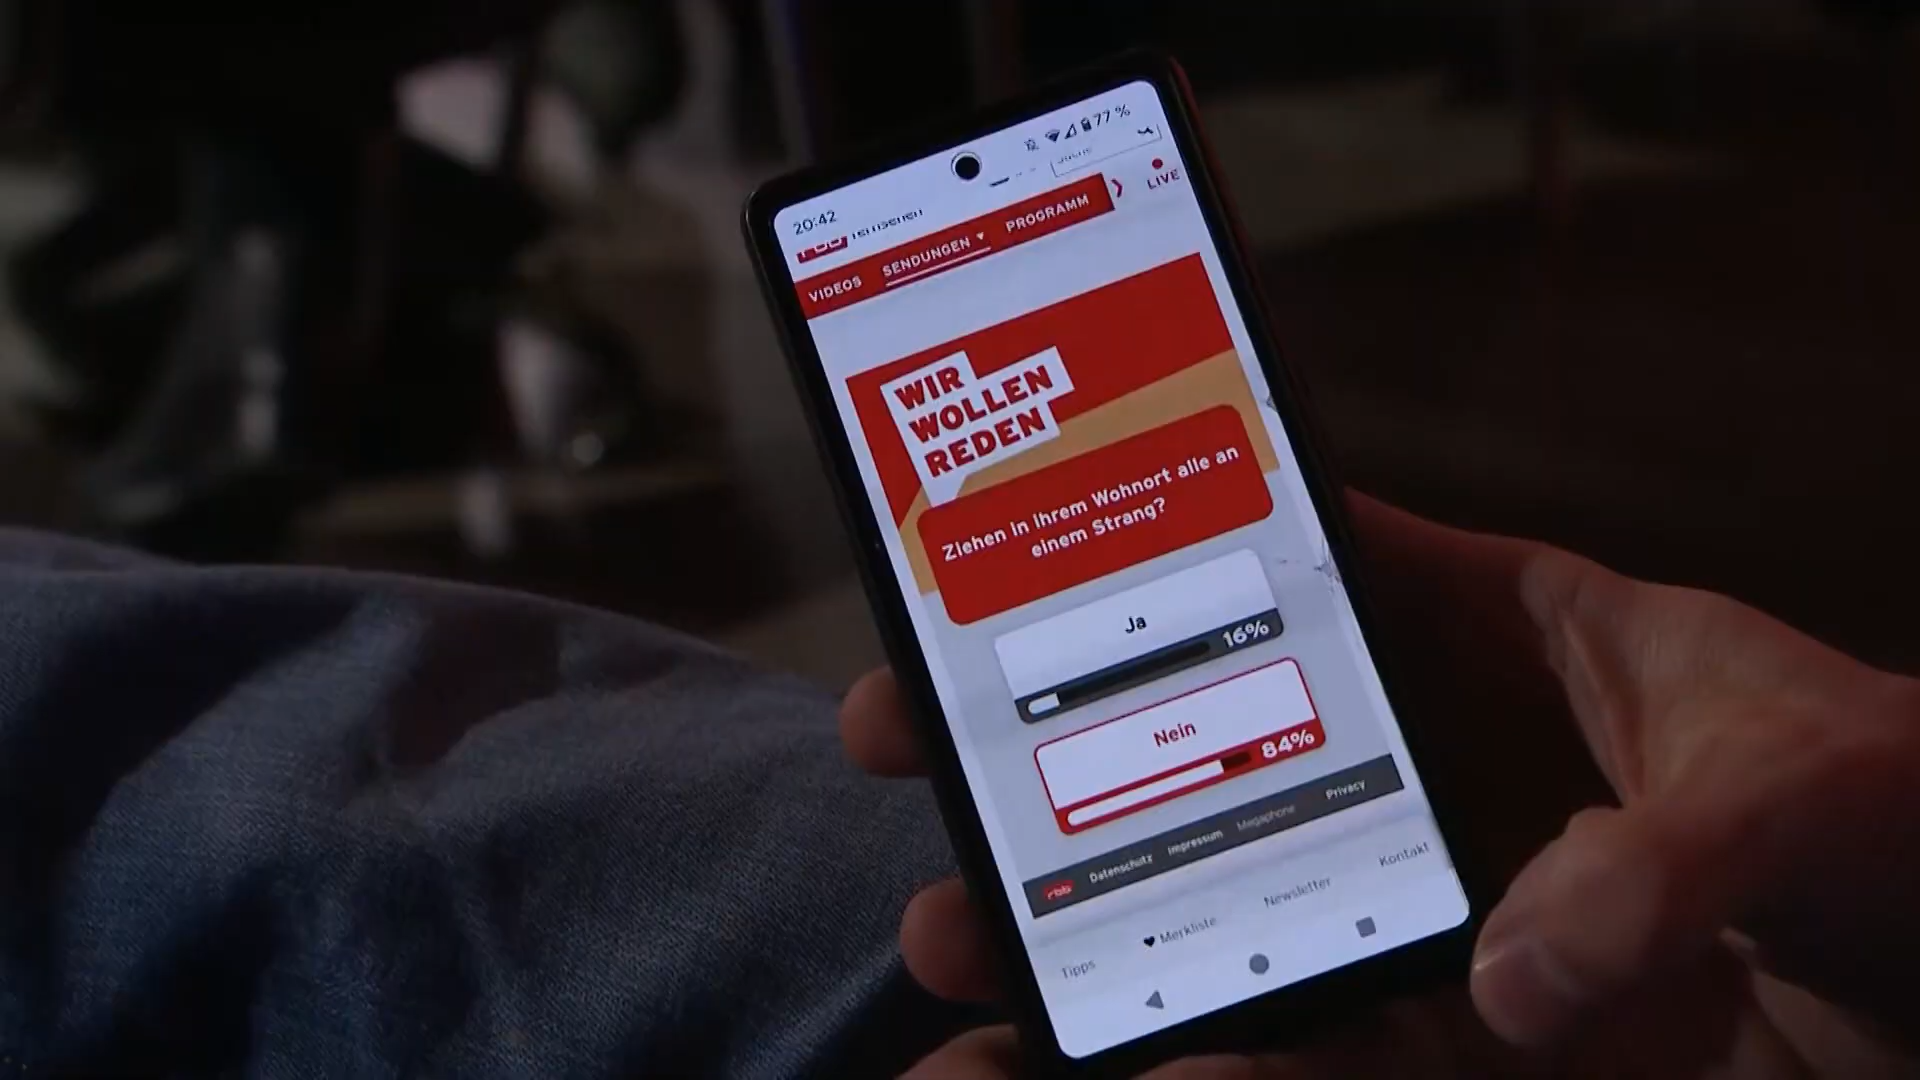 77 %
20:42
LIVE
VIDEOS SENDUNGEN PROGRAMM
WIR
WOLLEN
REDEN
Ziehen in ihrem Wohnort alle an
einem Strang?
Ja
16%
Nein
84%
rbb Datenschutz Impressum Megaphone Privacy
Tipps Merkliste Newsletter Kontakt